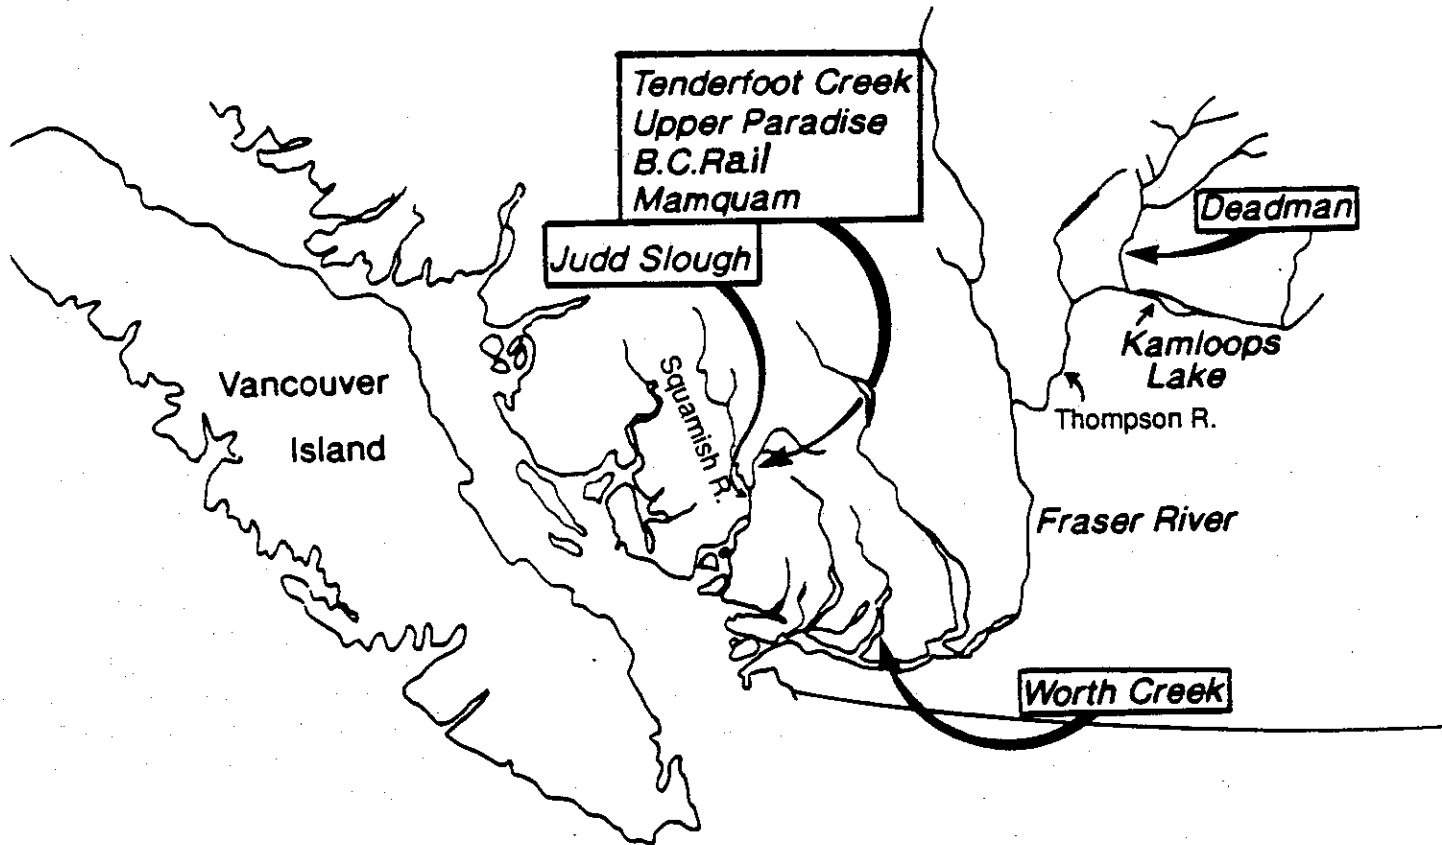 Tenderfoot Creek
Upper Paradise
B.C.Rail
Mamquam
Judd Slough
Deadman
Kamloops
Lake
Thompson R.
Squamish R.
Vancouver
Island
Fraser River
Worth Creek